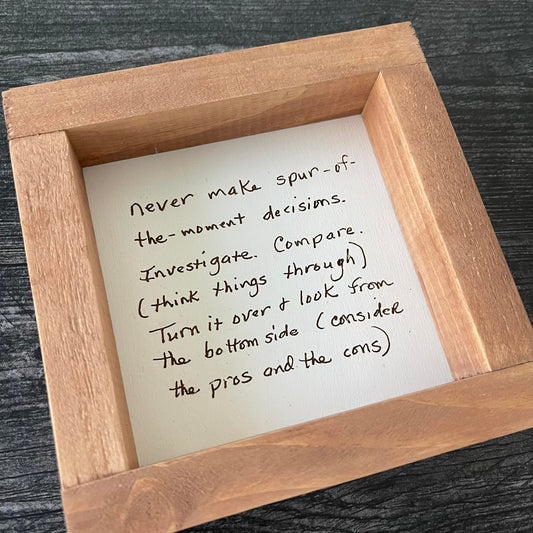 never make spur-of-
the-moment decisions.
Investigate. Compare.
(think things through)
Turn it over & look from
the bottom side (consider
the pros and the cons)